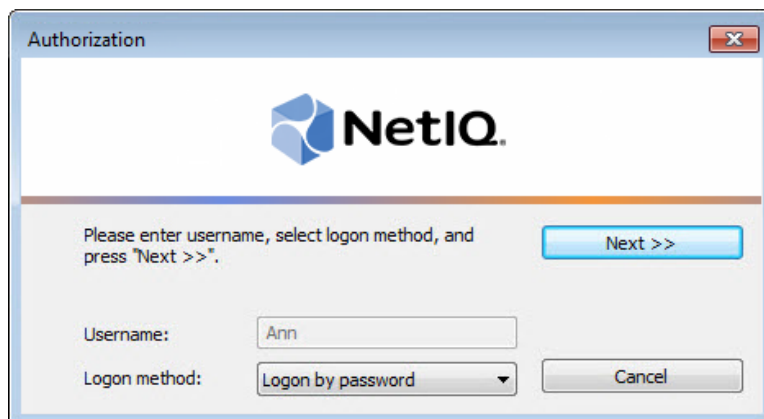 Authorization
NetIQ.
Please enter username, select logon method, and
press "Next >>".
Next >>
Username:
Ann
Logon method:
Logon by password
Cancel